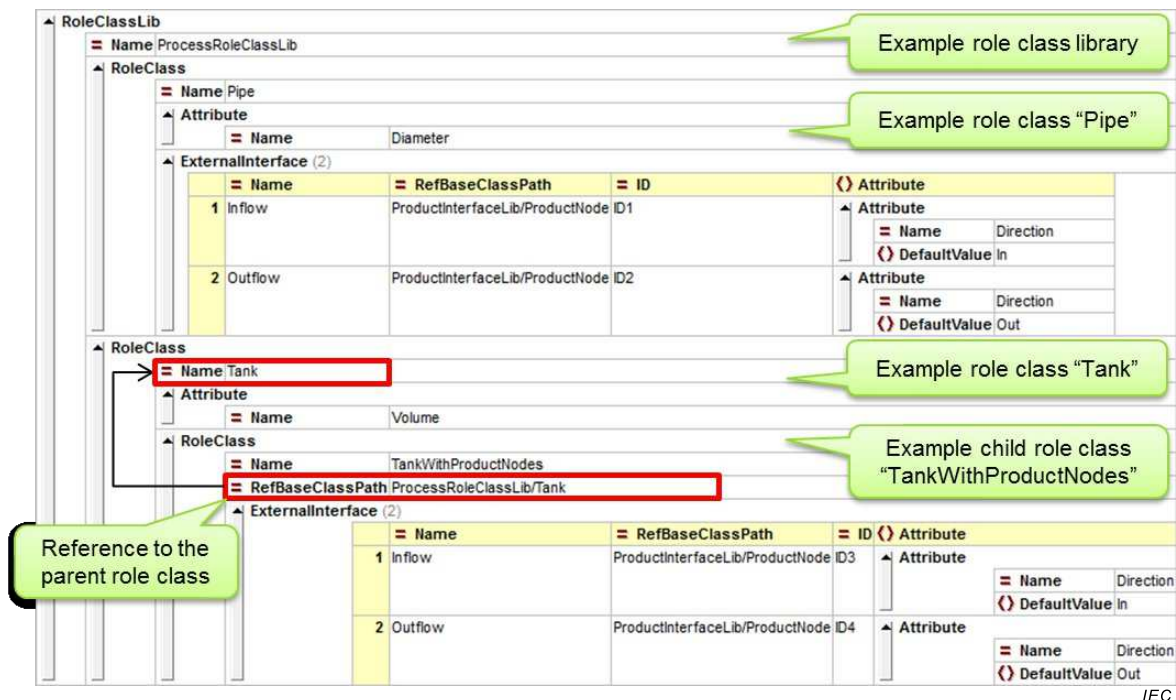 RoleClassLib
= Name ProcessRoleClassLib
Example role class library
RoleClass
= Name Pipe
Attribute
= Name Diameter
Example role class “Pipe”
ExternalInterface (2)
= Name = RefBaseClassPath = ID () Attribute
1 Inflow ProductInterfaceLib/ProductNode ID1 Attribute
= Name Direction
() DefaultValue In
2 Outflow ProductInterfaceLib/ProductNode ID2 Attribute
= Name Direction
() DefaultValue Out
RoleClass
= Name Tank
Example role class “Tank”
Attribute
= Name Volume
RoleClass
= Name TankWithProductNodes
Example child role class
“TankWithProductNodes”
= RefBaseClassPath ProcessRoleClassLib/Tank
Reference to the
parent role class
ExternalInterface (2)
= Name = RefBaseClassPath = ID () Attribute
1 Inflow ProductInterfaceLib/ProductNode ID3 Attribute
= Name Direction
() DefaultValue In
2 Outflow ProductInterfaceLib/ProductNode ID4 Attribute
= Name Direction
() DefaultValue Out
IEC